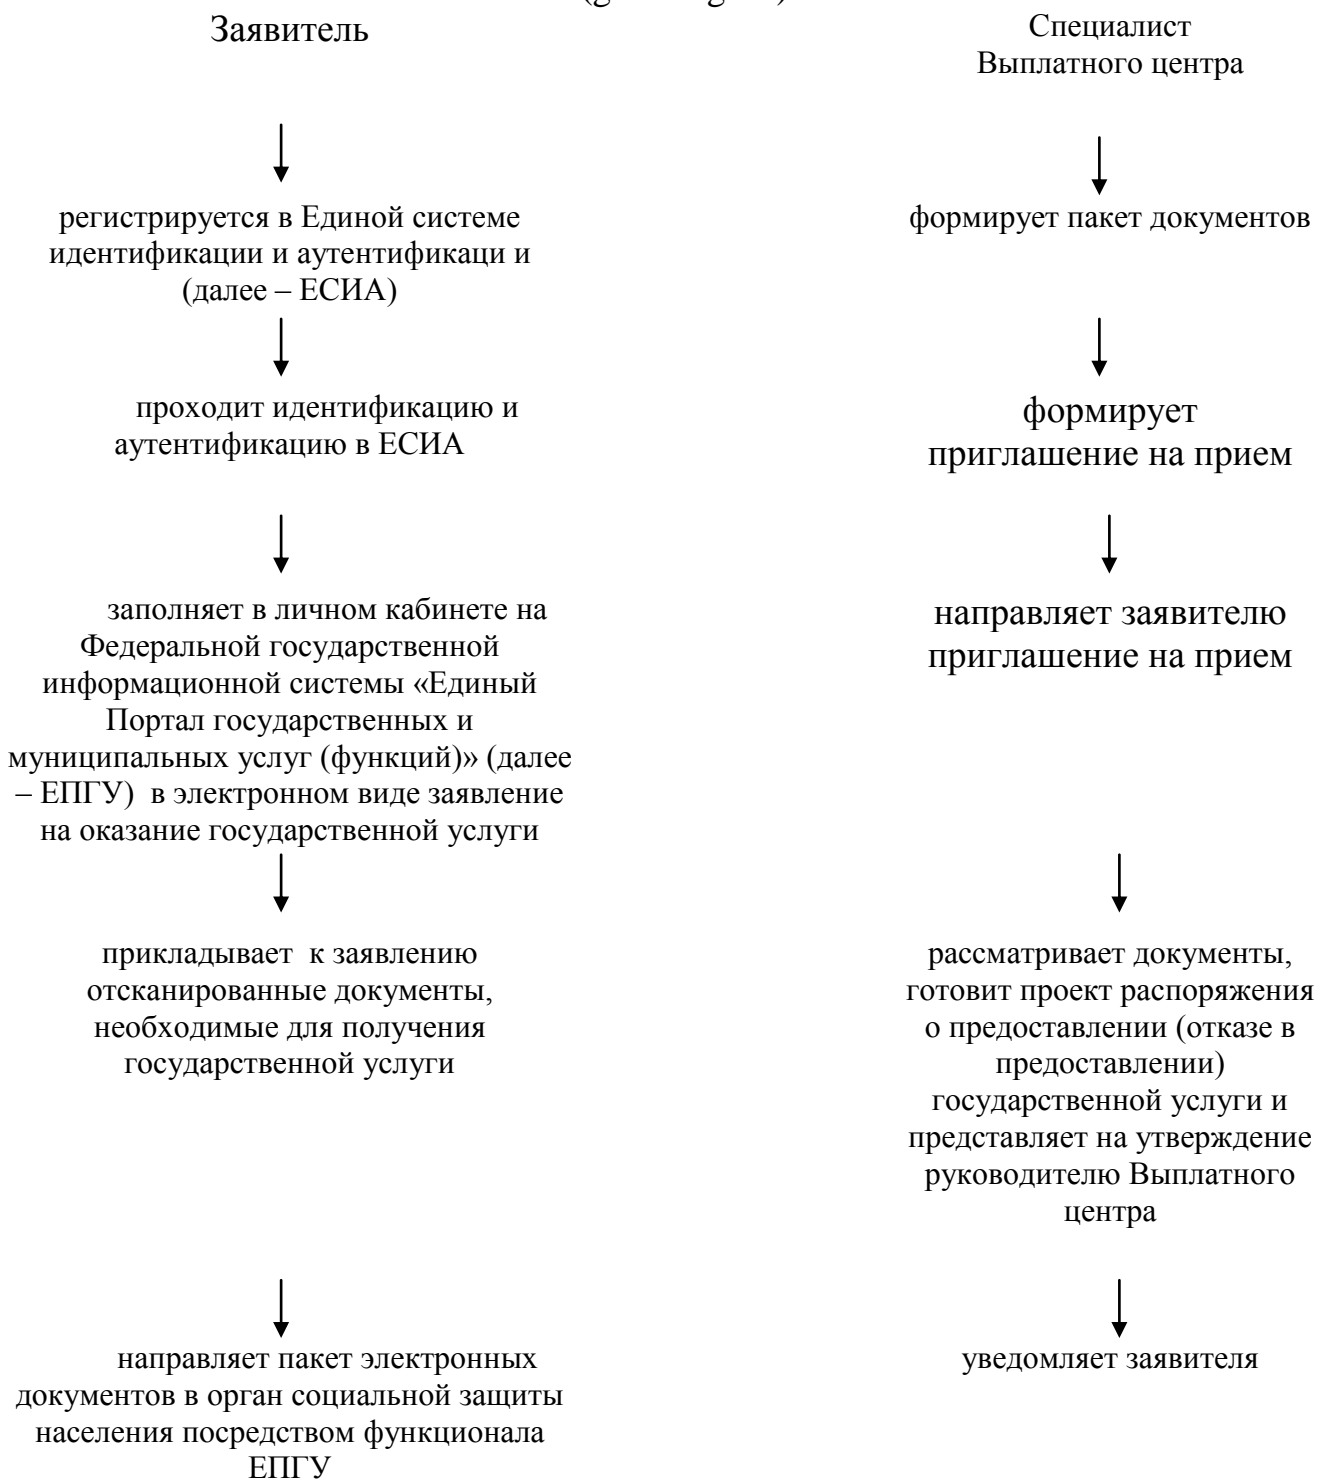 Заявитель
регистрируется в Единой системе
идентификации и аутентификаци и
(далее – ЕСИА)
проходит идентификацию и
аутентификацию в ЕСИА
заполняет в личном кабинете на
Федеральной государственной
информационной системы «Единый
Портал государственных и
муниципальных услуг (функций)» (далее
– ЕПГУ) в электронном виде заявление
на оказание государственной услуги
прикладывает к заявлению
отсканированные документы,
необходимые для получения
государственной услуги
направляет пакет электронных
документов в орган социальной защиты
населения посредством функционала
ЕПГУ
Специалист
Выплатного центра
формирует пакет документов
формирует
приглашение на прием
направляет заявителю
приглашение на прием
рассматривает документы,
готовит проект распоряжения
о предоставлении (отказе в
предоставлении)
государственной услуги и
представляет на утверждение
руководителю Выплатного
центра
уведомляет заявителя